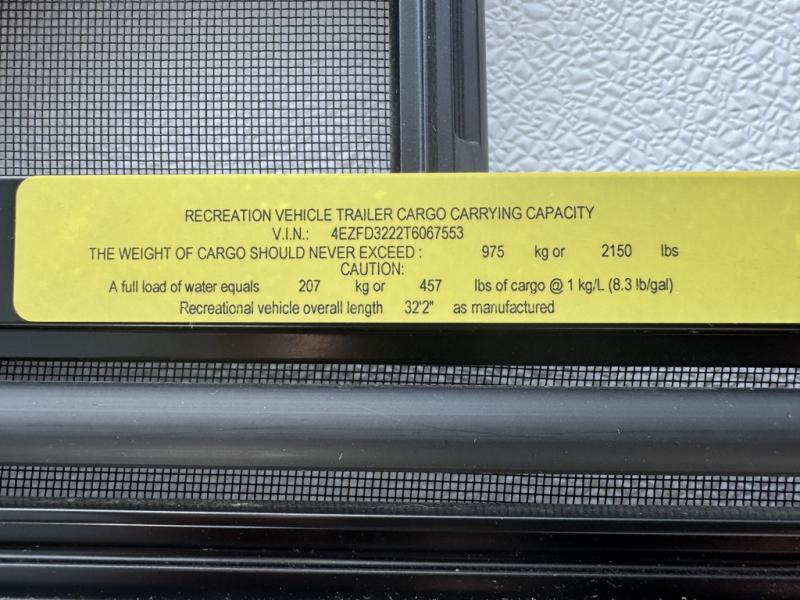 RECREATION VEHICLE TRAILER CARGO CARRYING CAPACITY
V.I.N.: 4EZFD3222T6067553
THE WEIGHT OF CARGO SHOULD NEVER EXCEED : 975 kg or 2150 lbs
CAUTION:
A full load of water equals 207 kg or 457 lbs of cargo @ 1 kg/L (8.3 lb/gal)
Recreational vehicle overall length 32'2" as manufactured